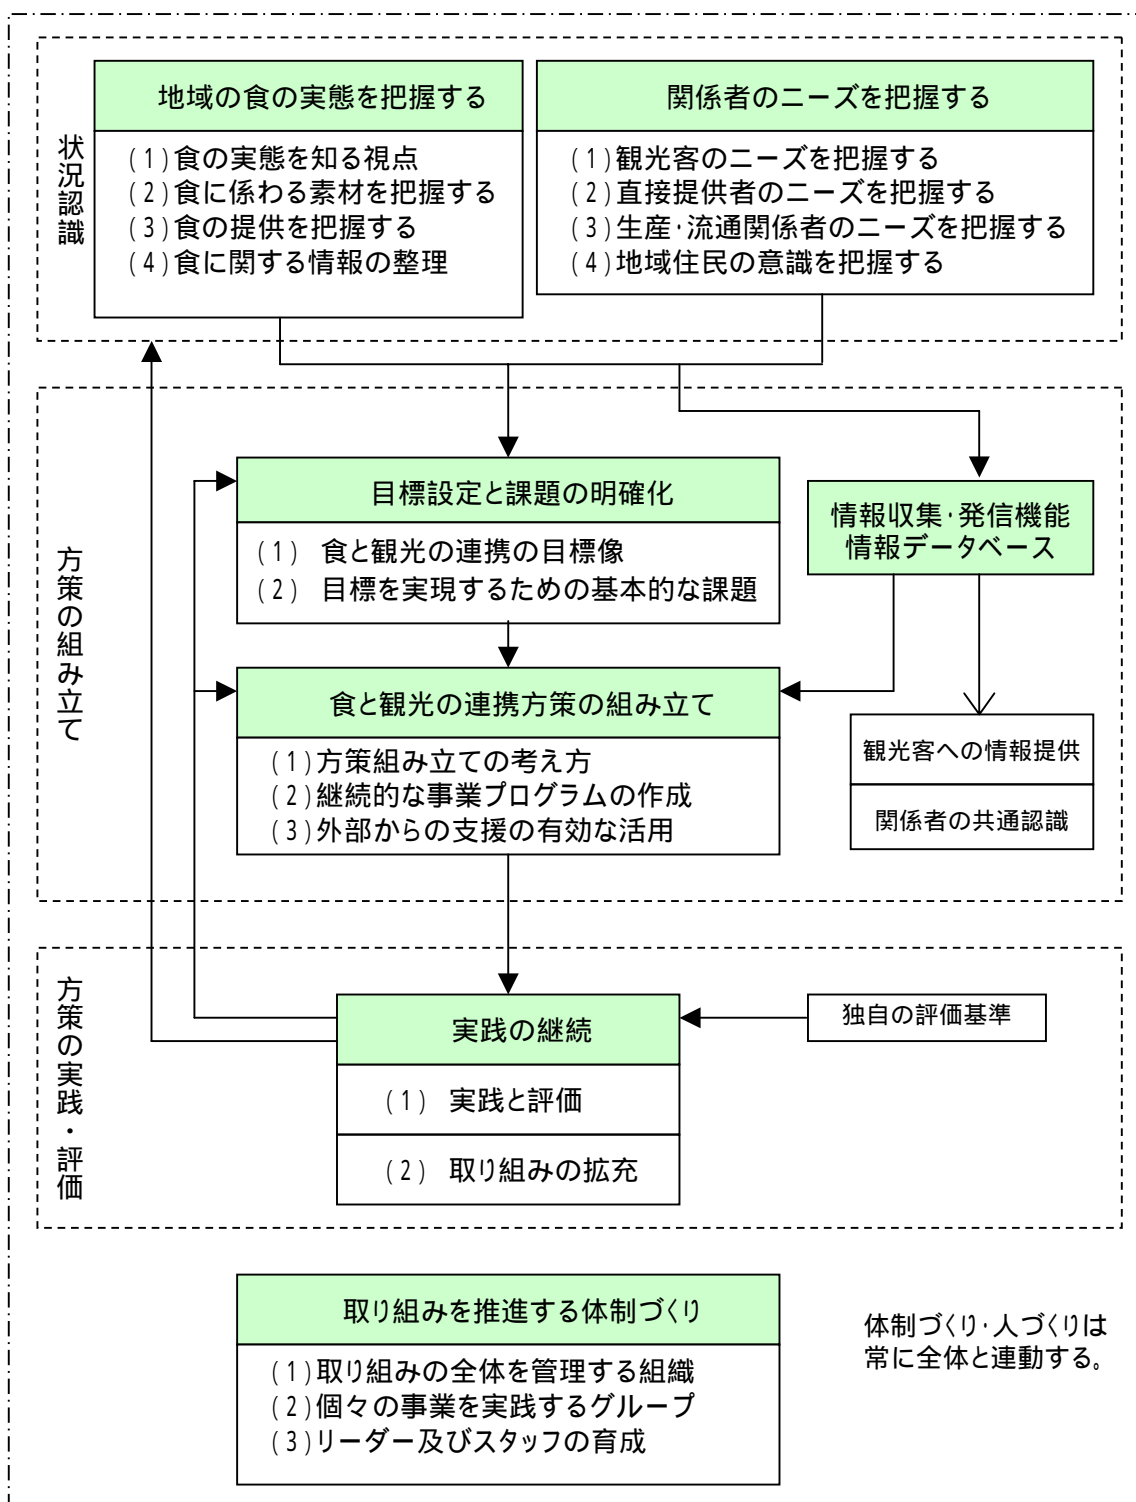 状況認識
地域の食の実態を把握する
(1)食の実態を知る視点
(2)食に係わる素材を把握する
(3)食の提供を把握する
(4)食に関する情報の整理
関係者のニーズを把握する
(1)観光客のニーズを把握する
(2)直接提供者のニーズを把握する
(3)生産・流通関係者のニーズを把握する
(4)地域住民の意識を把握する
方策の組み立て
目標設定と課題の明確化
(1) 食と観光の連携の目標像
(2) 目標を実現するための基本的な課題
情報収集・発信機能
情報データベース
食と観光の連携方策の組み立て
(1)方策組み立ての考え方
(2)継続的な事業プログラムの作成
(3)外部からの支援の有効な活用
観光客への情報提供
関係者の共通認識
方策の実践・評価
実践の継続
(1) 実践と評価
(2) 取り組みの拡充
独自の評価基準
取り組みを推進する体制づくり
(1)取り組みの全体を管理する組織
(2)個々の事業を実践するグループ
(3)リーダー及びスタッフの育成
体制づくり・人づくりは
常に全体と連動する。